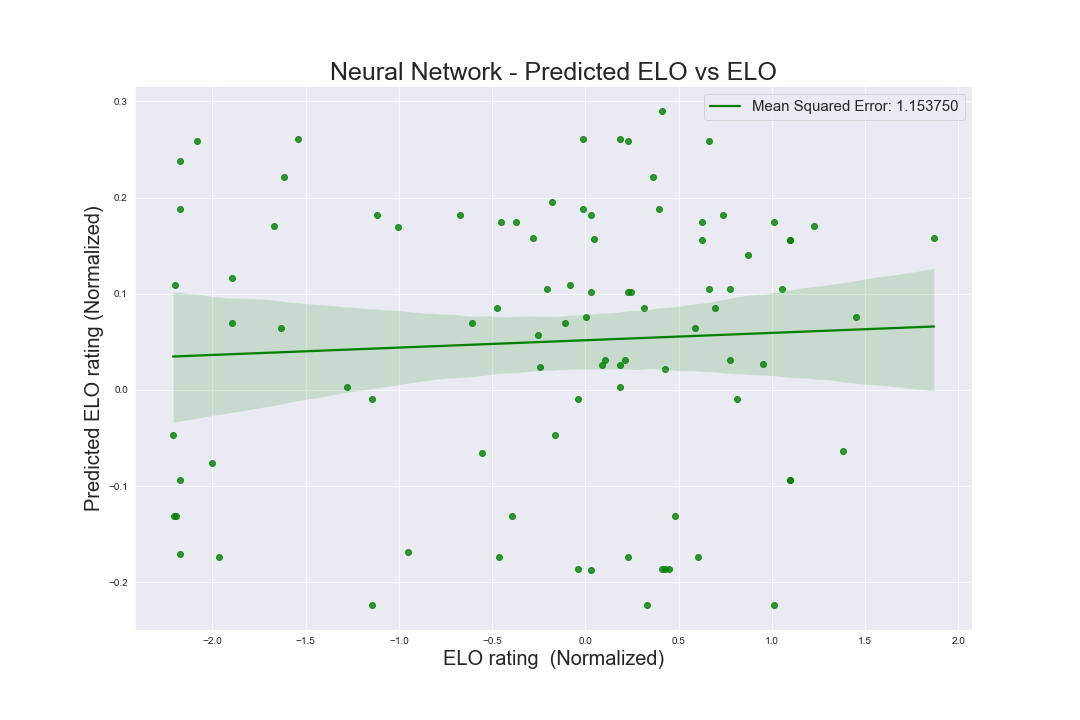 Neural Network - Predicted ELO vs ELO
Mean Squared Error: 1.153750
Predicted ELO rating (Normalized)
0.3
0.2
0.1
0.0
−0.1
−0.2
−2.0 −1.5 −1.0 −0.5 0.0 0.5 1.0 1.5 2.0
ELO rating  (Normalized)